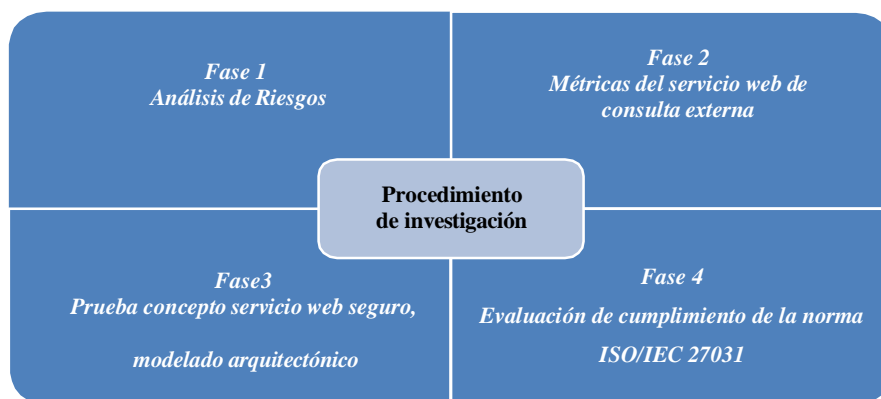 Fase 1
Análisis de Riesgos
Fase 2
Métricas del servicio web de
consulta externa
Procedimiento
de investigación
Fase3
Prueba concepto servicio web seguro,
modelado arquitectónico
Fase 4
Evaluación de cumplimiento de la norma
ISO/IEC 27031